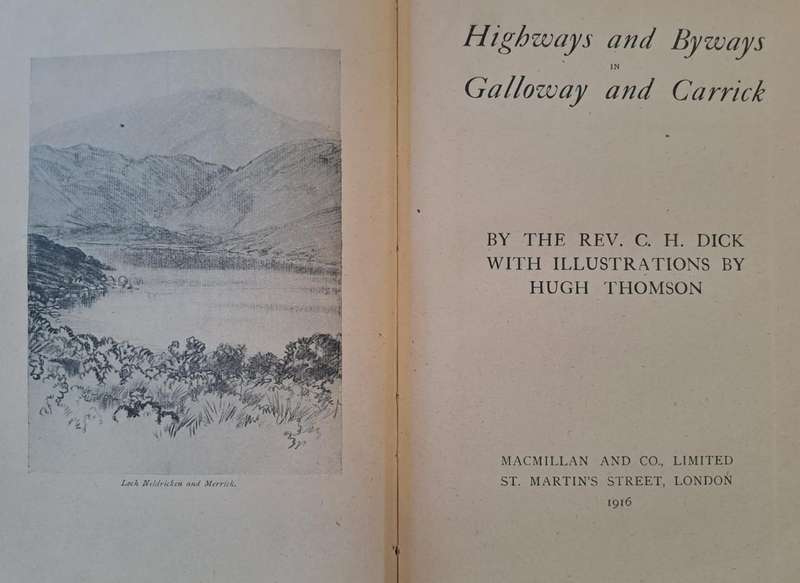 Loch Neldricken and Merrick.
Highways and Byways
IN
Galloway and Carrick
BY THE REV. C. H. DICK
WITH ILLUSTRATIONS BY
HUGH THOMSON
MACMILLAN AND CO., LIMITED
ST. MARTIN'S STREET, LONDON
1916